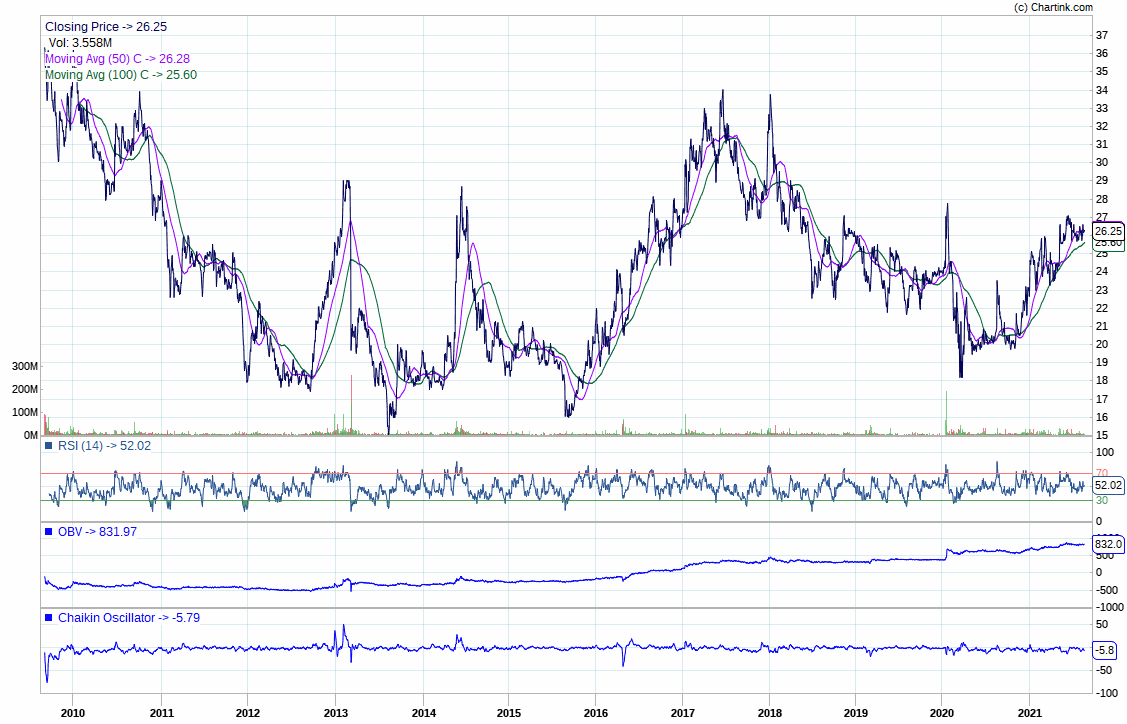 (c) Chartink.com
Closing Price -> 26.25
Vol: 3.558M
Moving Avg (50) C -> 26.28
Moving Avg (100) C -> 25.60
37
36
35
34
33
32
31
30
29
28
27
26.25
25.60
25
24
23
22
21
20
19
18
17
16
15
300M
200M
100M
0M
RSI (14) -> 52.02
100
70
52.02
30
0
OBV -> 831.97
832.0
500
0
-500
-1000
Chaikin Oscillator -> -5.79
50
-5.8
-50
-100
2010 2011 2012 2013 2014 2015 2016 2017 2018 2019 2020 2021